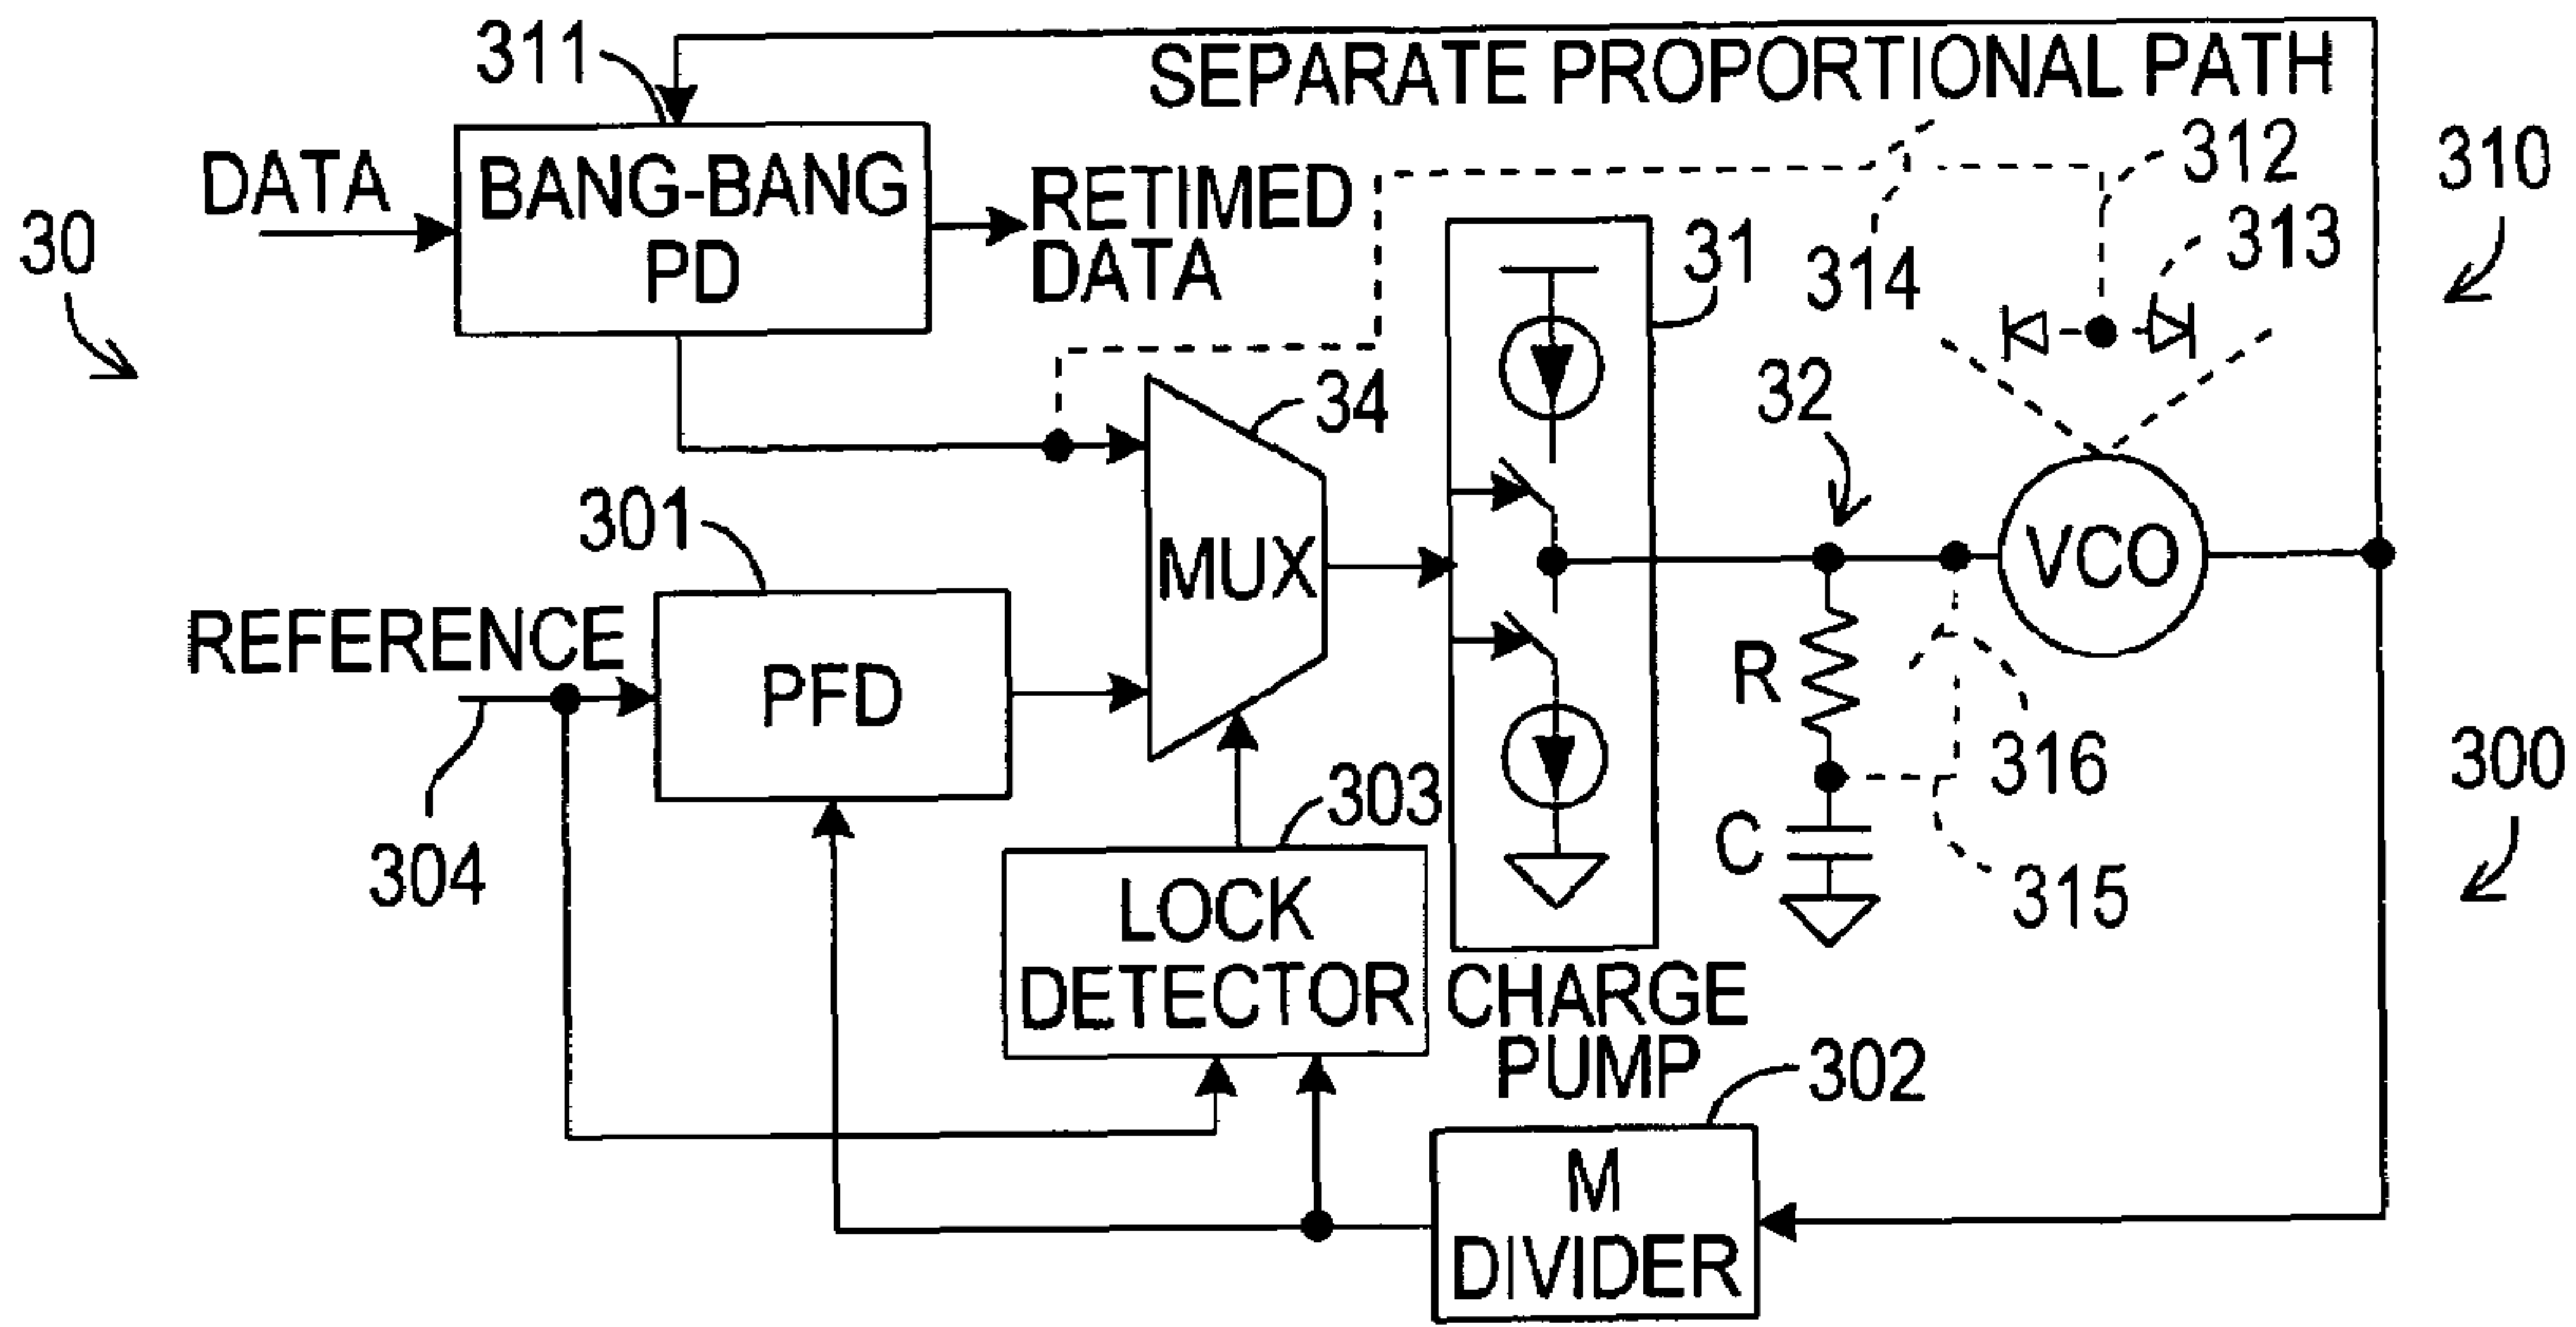 311
SEPARATE PROPORTIONAL PATH
DATA
BANG-BANG
PD
RETIMED
DATA
30
31
314
312
313
310
34
32
301
MUX
VCO
REFERENCE
PFD
R
304
303
316
300
LOCK
DETECTOR
C
315
CHARGE
PUMP
302
M
DIVIDER